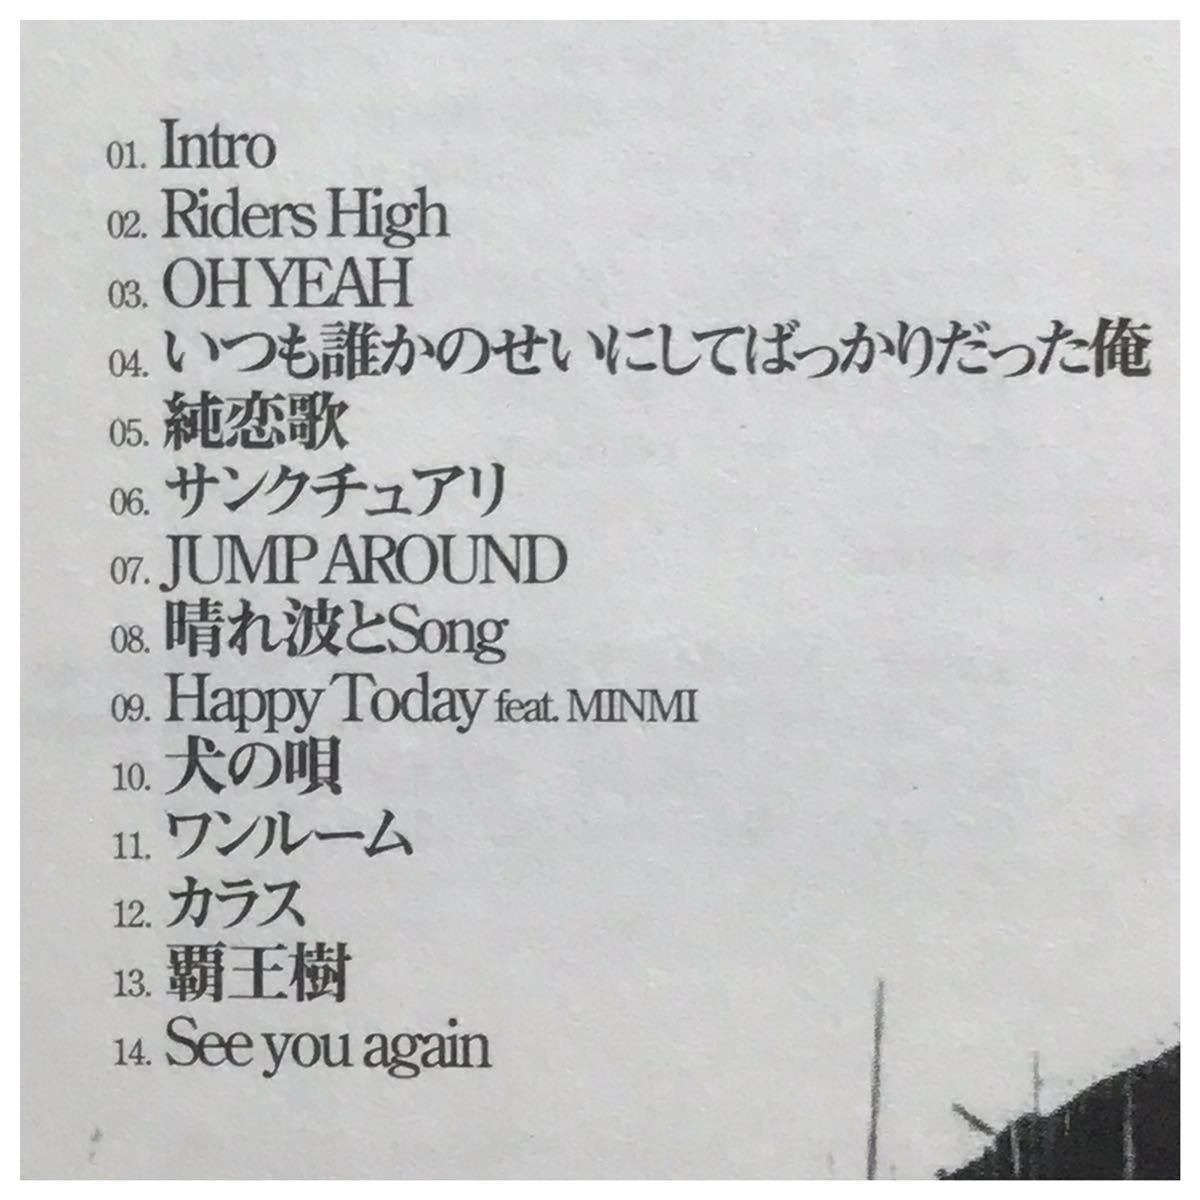 01. Intro
02. Riders High
03. OH YEAH
04. いつも誰かのせいにしてばっかりだった俺
05. 純恋歌
06. サンクチュアリ
07. JUMP AROUND
08. 晴れ波とSong
09. Happy Today feat. MINMI
10. 犬の唄
11. ワンルーム
12. カラス
13. 覇王樹
14. See you again